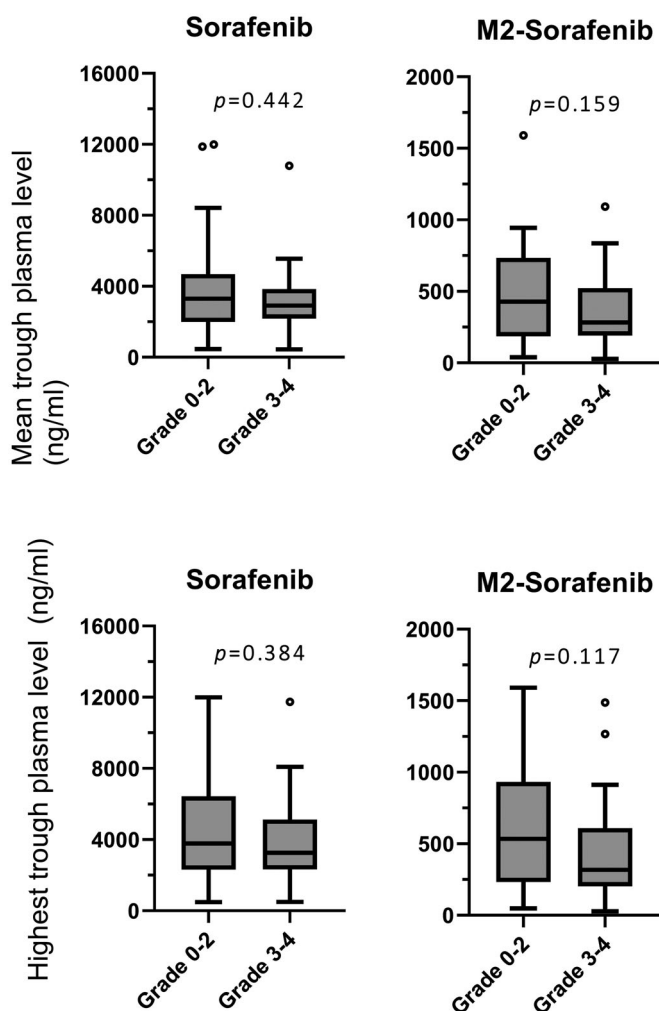 Sorafenib
M2-Sorafenib
Mean trough plasma level
(ng/ml)
16000
12000
8000
4000
0
p=0.442
Grade 0-2
Grade 3-4
2000
1500
1000
500
0
p=0.159
Grade 0-2
Grade 3-4
Sorafenib
M2-Sorafenib
Highest trough plasma level (ng/ml)
16000
12000
8000
4000
0
p=0.384
Grade 0-2
Grade 3-4
2000
1500
1000
500
0
p=0.117
Grade 0-2
Grade 3-4